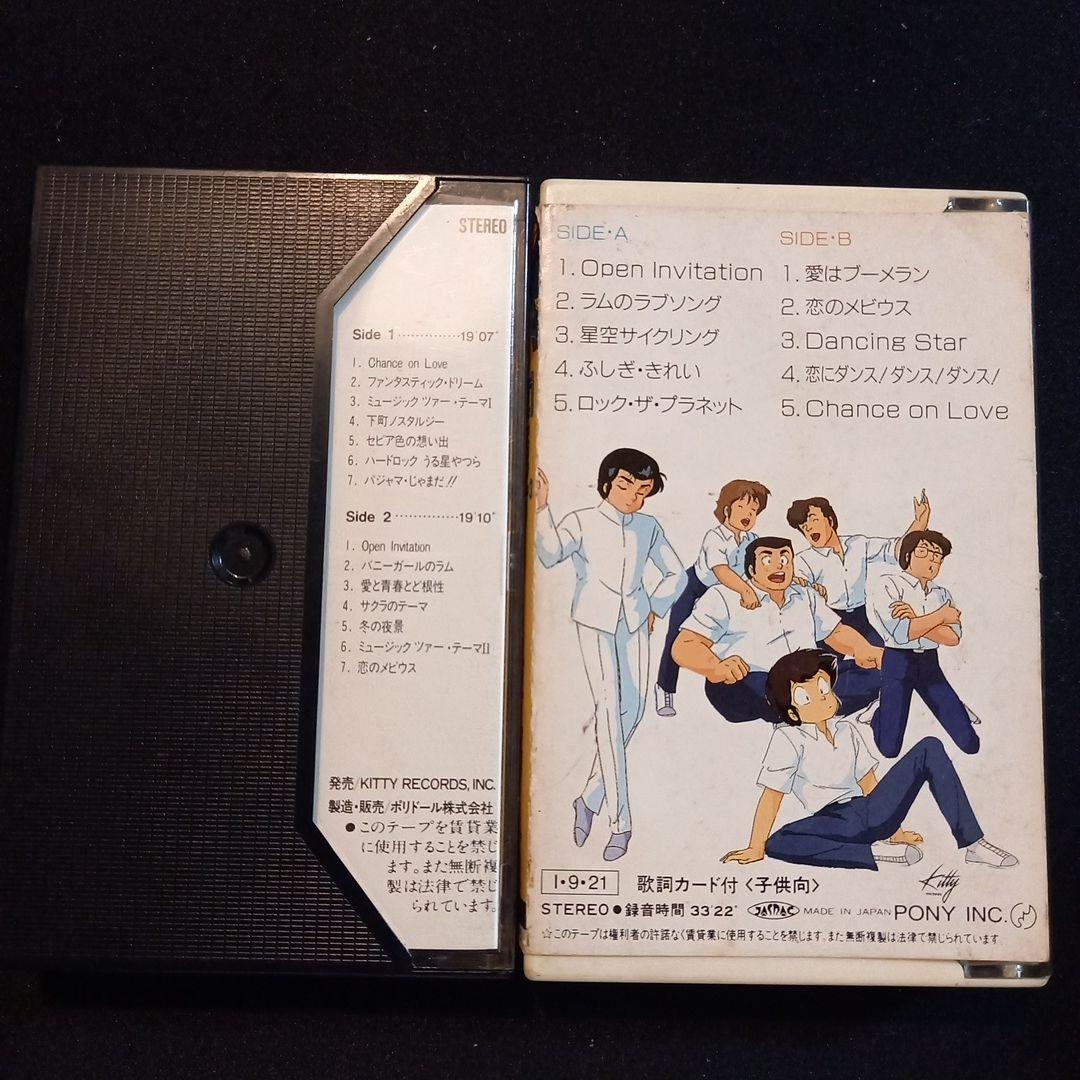 STEREO
Side 1 ·············· 19'07"
1. Chance on Love
2. ファンタスティック・ドリーム
3. ミュージック ツァー・テーマⅠ
4. 下町ノスタルジー
5. セピア色の想い出
6. ハードロック うる星やつら
7. パジャマ・じゃまだ!!
Side 2 ·············· 19'10"
1. Open Invitation
2. バニーガールのラム
3. 愛と青春とど根性
4. サクラのテーマ
5. 冬の夜景
6. ミュージック ツァー・テーマⅡ
7. 恋のメビウス
発売/KITTY RECORDS, INC.
製造・販売/ポリドール株式会社
●このテープを賃貸業
に使用することを禁じ
ます。また無断複
製は法律で禁じ
られています。
SIDE・A
1. Open Invitation
2. ラムのラブソング
3. 星空サイクリング
4. ふしぎ・きれい
5. ロック・ザ・プラネット
SIDE・B
1. 愛はブーメラン
2. 恋のメビウス
3. Dancing Star
4. 恋にダンス!ダンス!ダンス!
5. Chance on Love
I・9・21 歌詞カード付〈子供向〉 Kitty
STEREO●録音時間 33'22" JASRAC MADE IN JAPAN PONY INC.
☆このテープは権利者の許諾なく賃貸業に使用することを禁じます。また無断複製は法律で禁じられています。